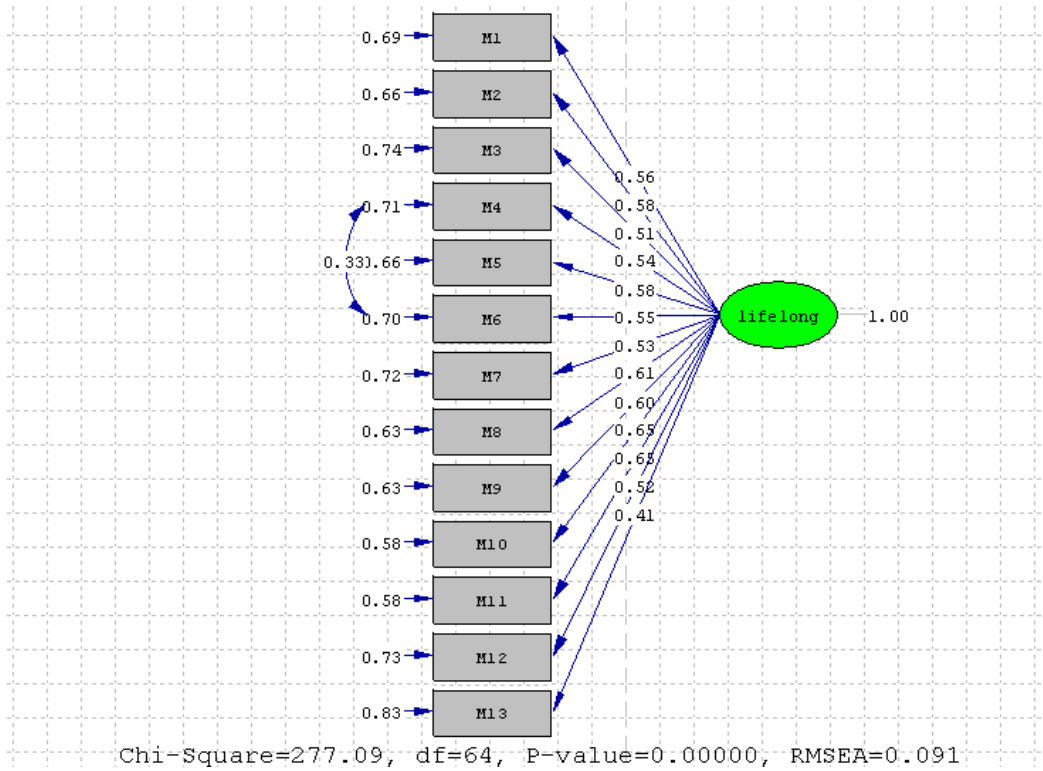 0.69 M1
0.66 M2
0.74 M3
0.56
0.71 M4 0.58
0.51
0.33 0.66 M5 0.54
0.58
0.70 M6 0.55 lifelong 1.00
0.53
0.72 M7 0.61
0.60
0.63 M8 0.65
0.65
0.63 M9 0.52
0.41
0.58 M10
0.58 M11
0.73 M12
0.83 M13
Chi-Square=277.09, df=64, P-value=0.00000, RMSEA=0.091